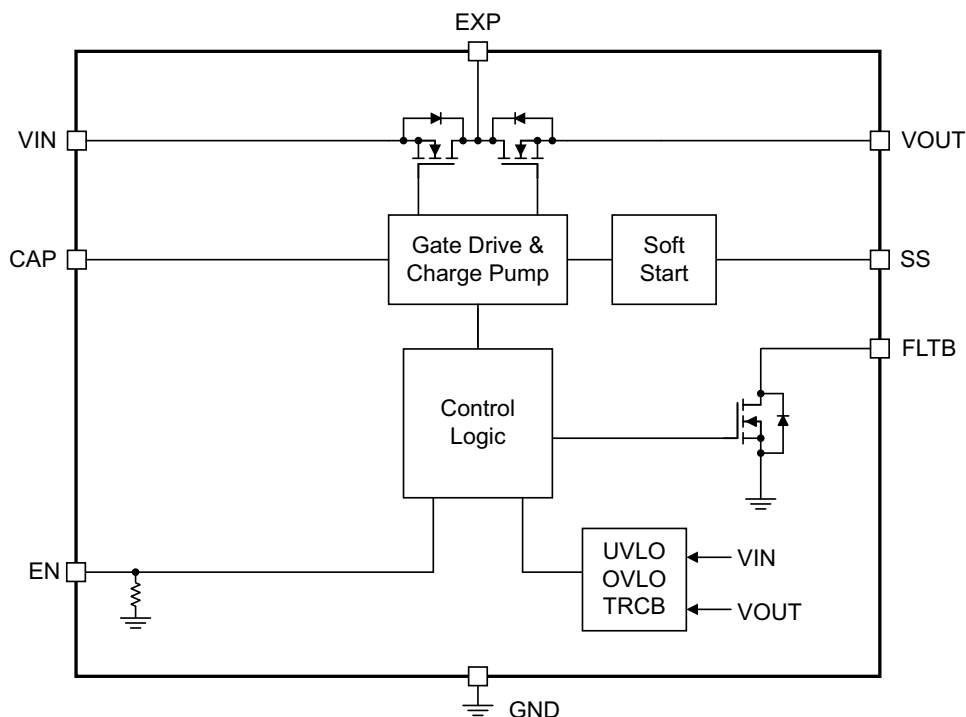 EXP
VIN
VOUT
CAP
Gate Drive &
Charge Pump
Soft
Start
SS
FLTB
Control
Logic
EN
UVLO
OVLO
TRCB
VIN
VOUT
GND